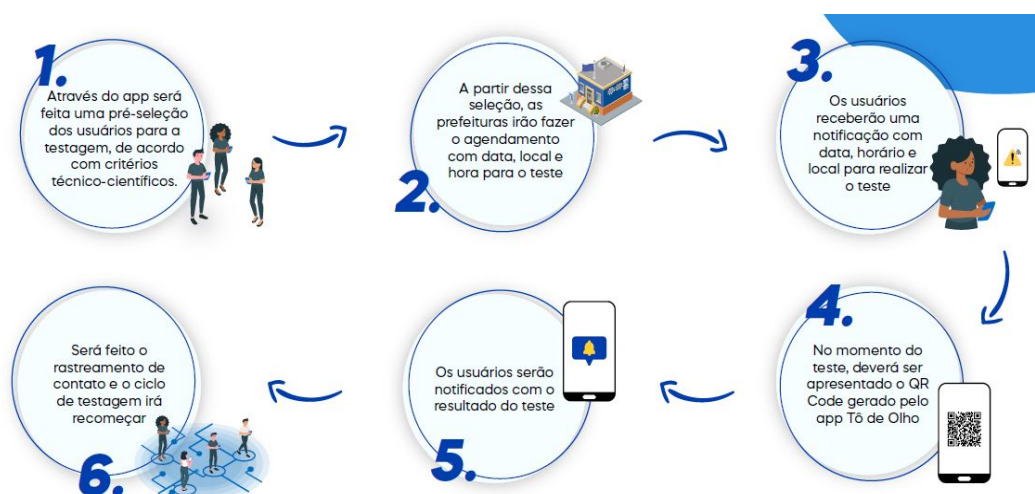 1.
Através do app será
feita uma pré-seleção
dos usuários para a
testagem, de acordo
com critérios
técnico-científicos.
2.
A partir dessa
seleção, as
prefeituras irão fazer
o agendamento
com data, local e
hora para o teste
3.
Os usuários
receberão uma
notificação com
data, horário e
local para realizar
o teste
4.
No momento do
teste, deverá ser
apresentado o QR
Code gerado pelo
app Tô de Olho
5.
Os usuários serão
notificados com o
resultado do teste
6.
Será feito o
rastreamento de
contato e o ciclo
de testagem irá
recomeçar